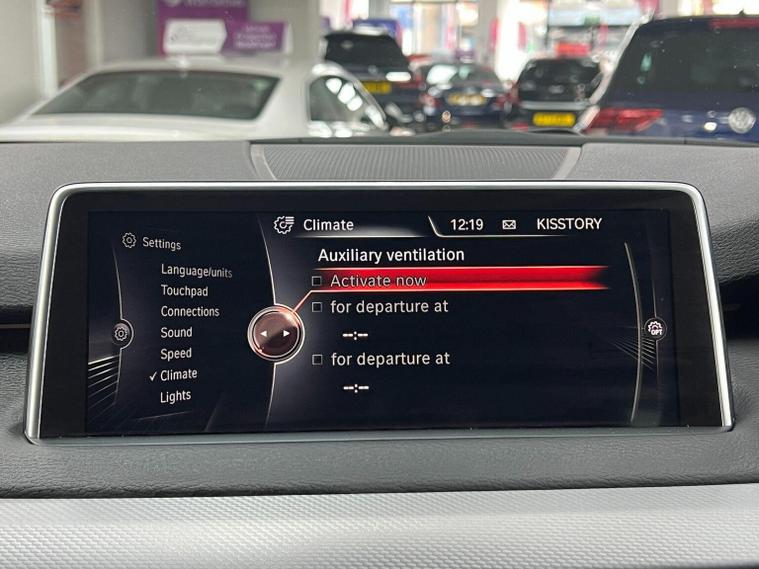 Climate
12:19
KISSTORY
Settings
Language/units
Touchpad
Connections
Sound
Speed
✓ Climate
Lights
Auxiliary ventilation
Activate now
for departure at
--:--
for departure at
--:--
OPT